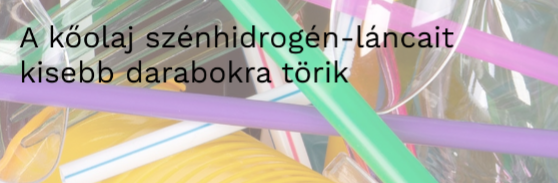 A kőolaj szénhidrogén-láncait
kisebb darabokra törik